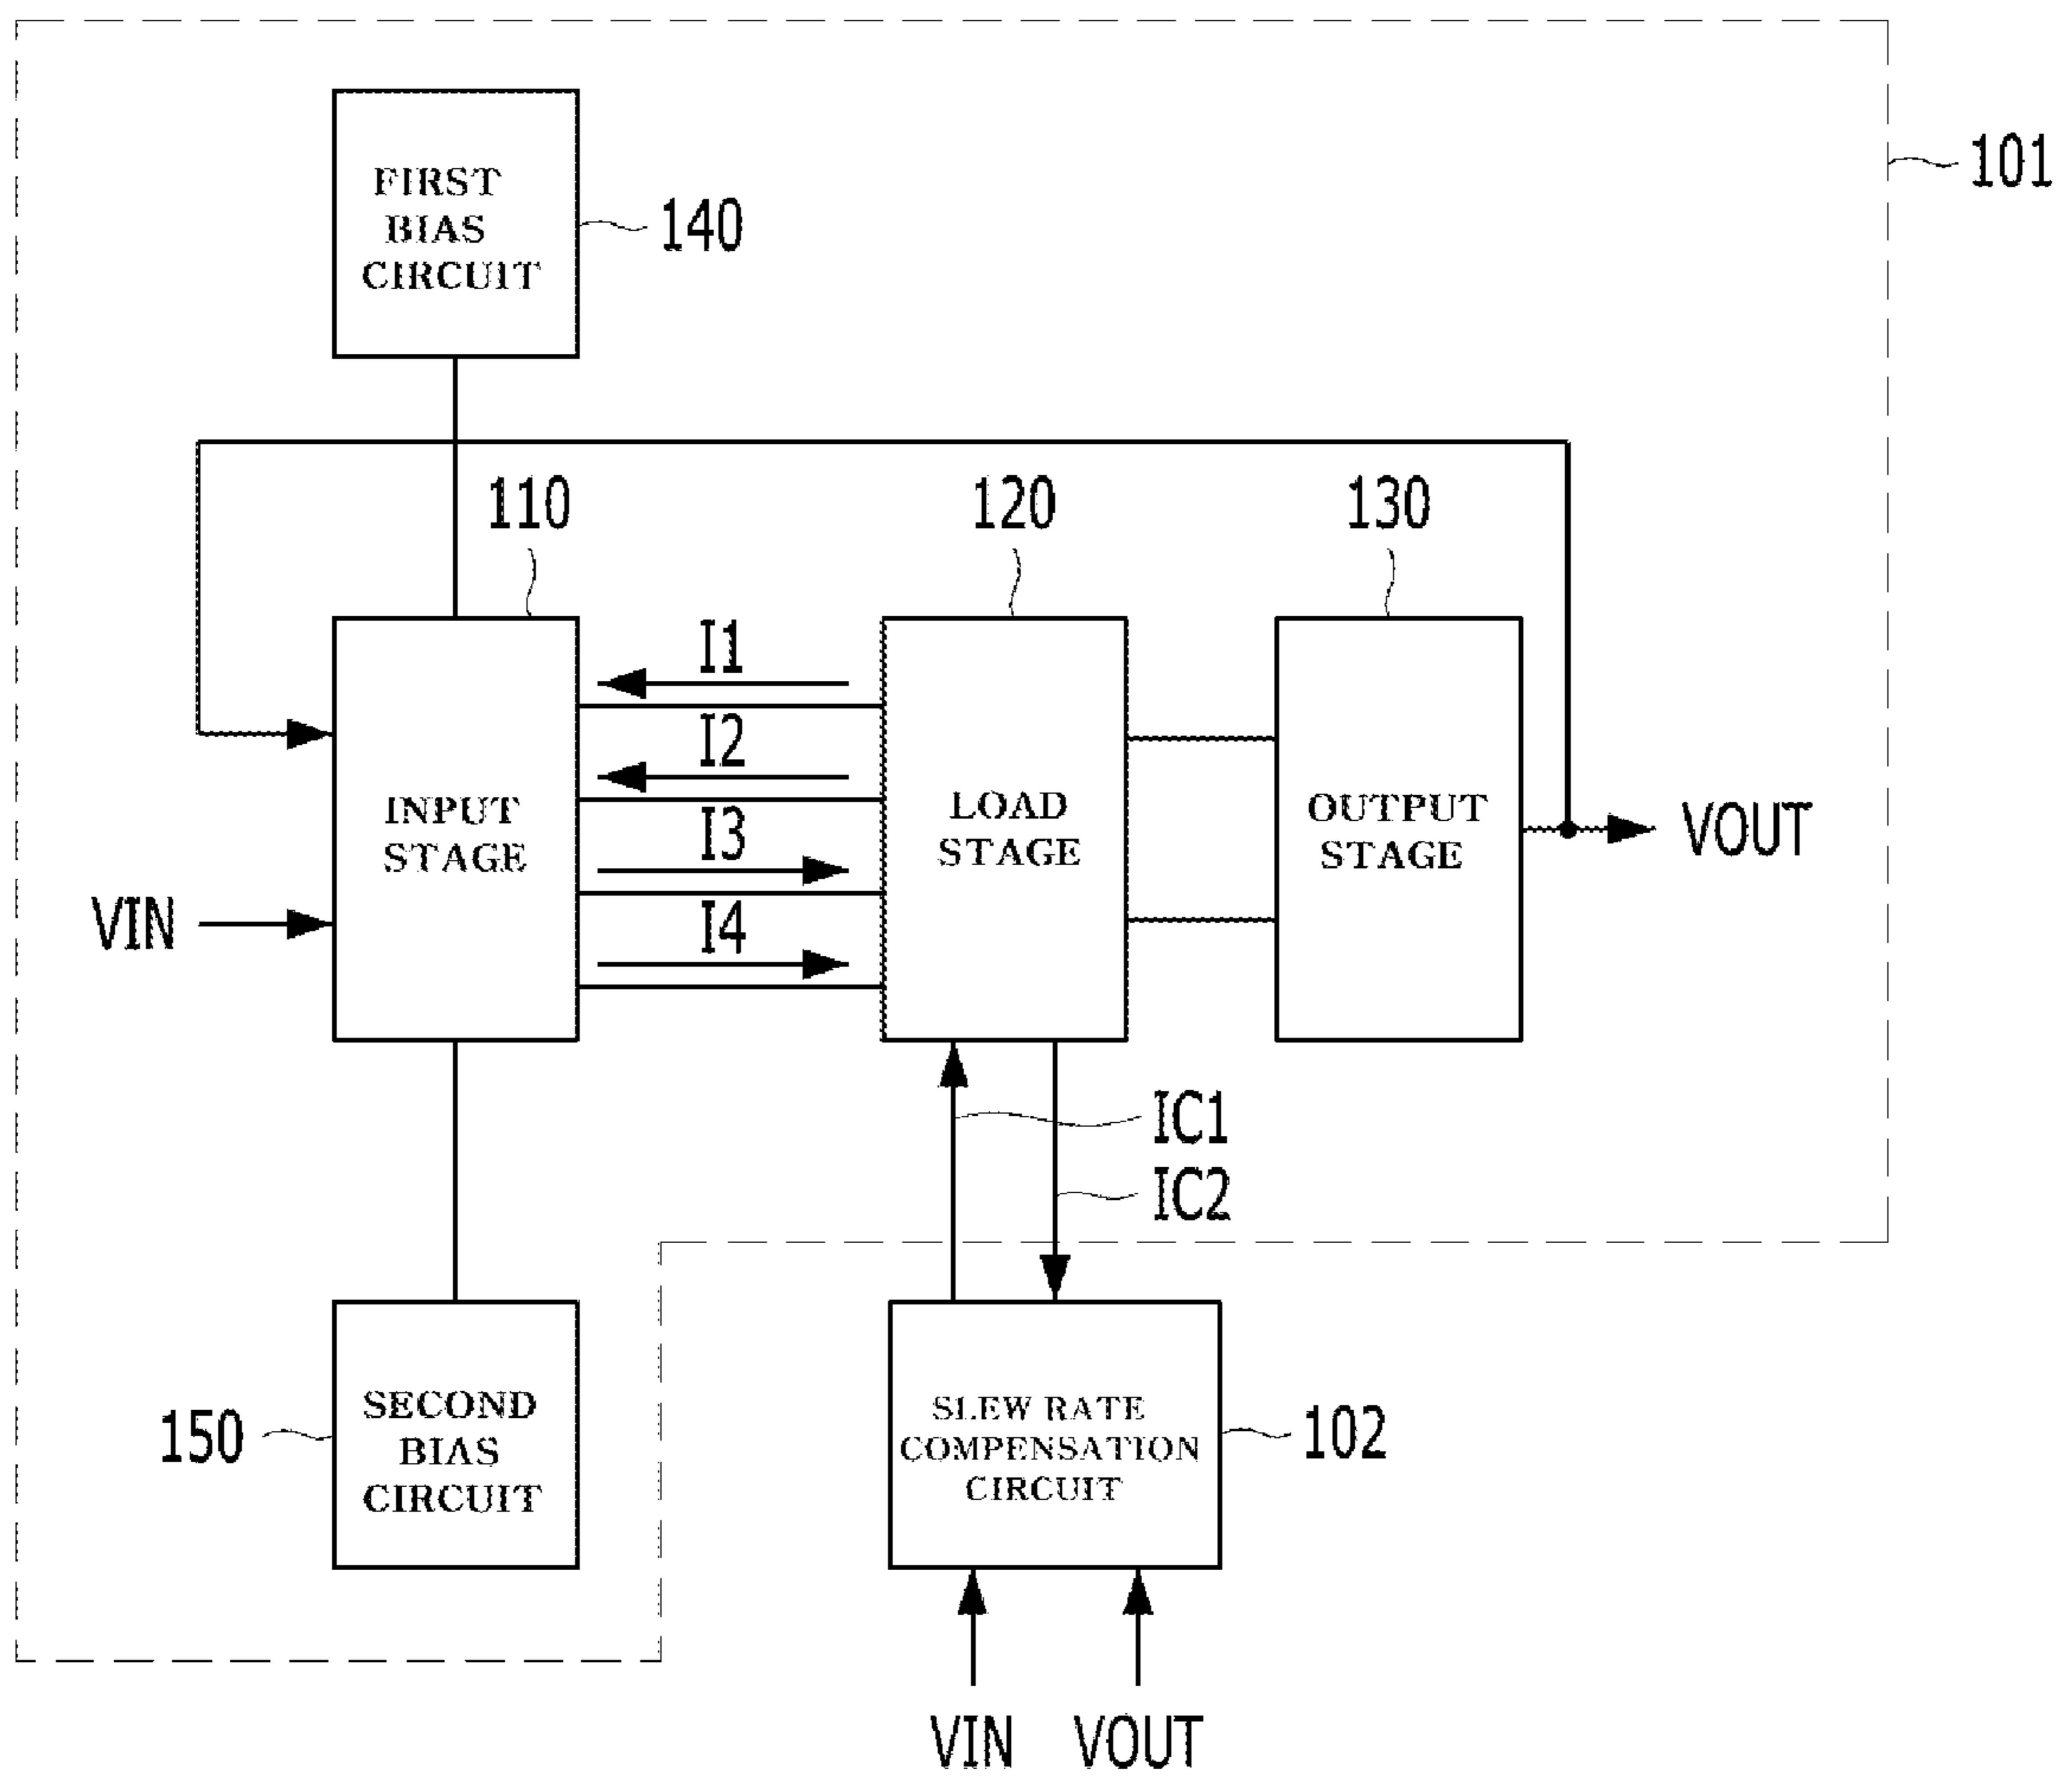 101
FIRST
BIAS
CIRCUIT
140
110
120
130
I1
I2
I3
I4
INPUT
STAGE
LOAD
STAGE
OUTPUT
STAGE
VOUT
VIN
IC1
IC2
150
SECOND
BIAS
CIRCUIT
SLEW RATE
COMPENSATION
CIRCUIT
102
VIN
VOUT